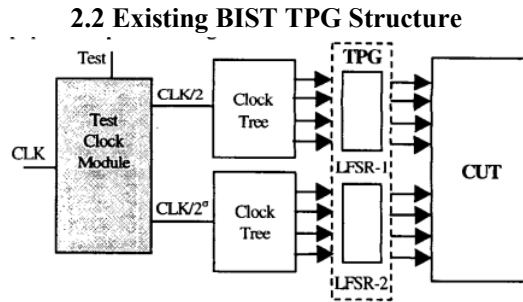 2.2 Existing BIST TPG Structure
Test
CLK/2
Clock
Tree
TPG
Test
Clock
Module
CLK
LFSR-1
CUT
CLK/2ᵟ
Clock
Tree
LFSR-2